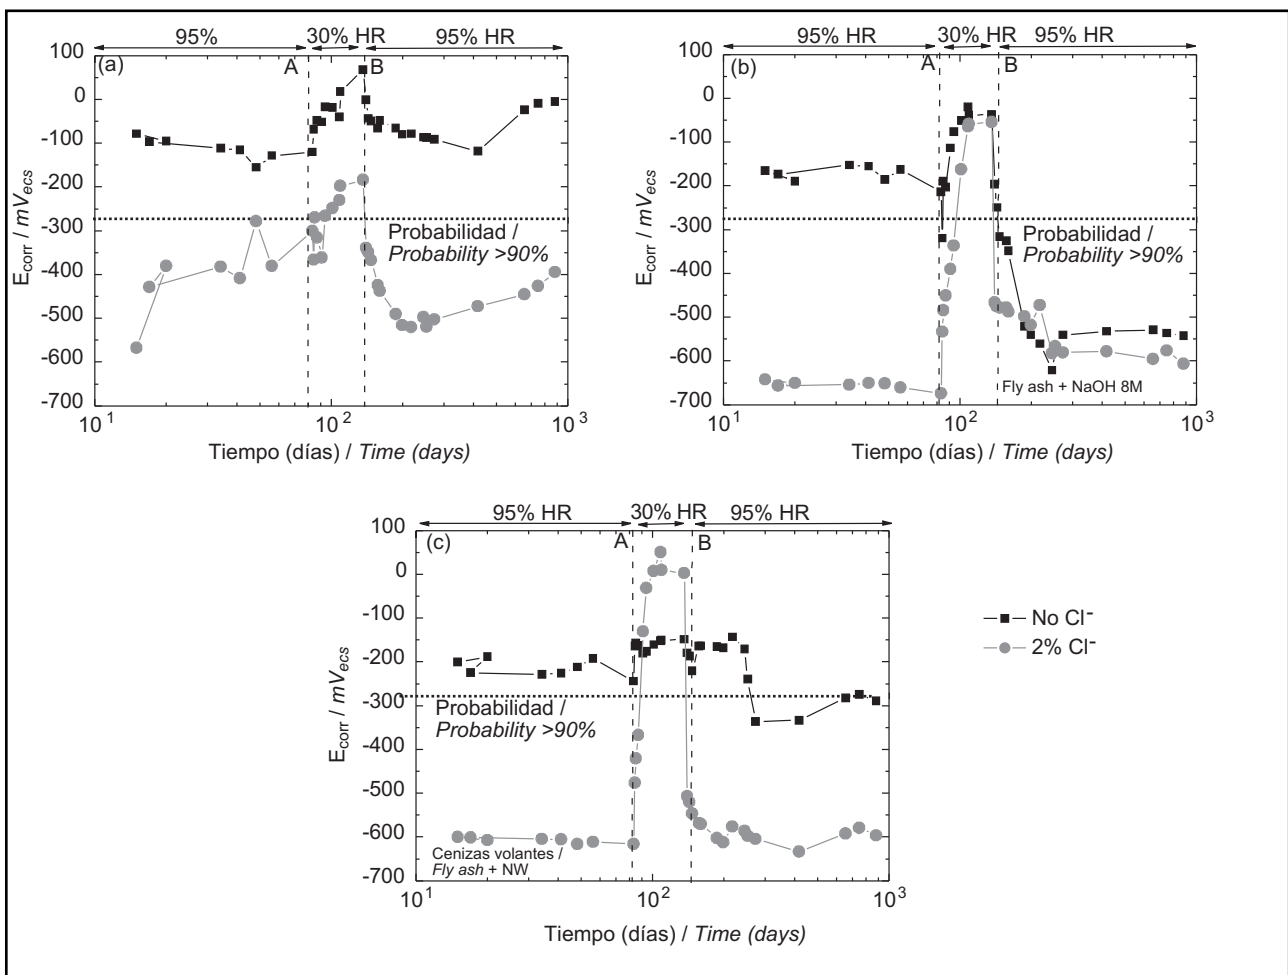 95%
30% HR
95% HR
(a)
A
B
100
0
-100
-200
-300
-400
-500
-600
-700
E_corr / mV_ecs
Probabilidad /
Probability >90%
10^1
10^2
10^3
Tiempo (días) / Time (days)
95% HR
30% HR
95% HR
(b)
A
B
100
0
-100
-200
-300
-400
-500
-600
-700
E_corr / mV_ecs
Probabilidad /
Probability >90%
Fly ash + NaOH 8M
10^1
10^2
10^3
Tiempo (días) / Time (days)
95% HR
30% HR
95% HR
(c)
A
B
100
0
-100
-200
-300
-400
-500
-600
-700
E_corr / mV_ecs
Probabilidad /
Probability >90%
Cenizas volantes /
Fly ash + NW
10^1
10^2
10^3
Tiempo (días) / Time (days)
No Cl⁻
2% Cl⁻